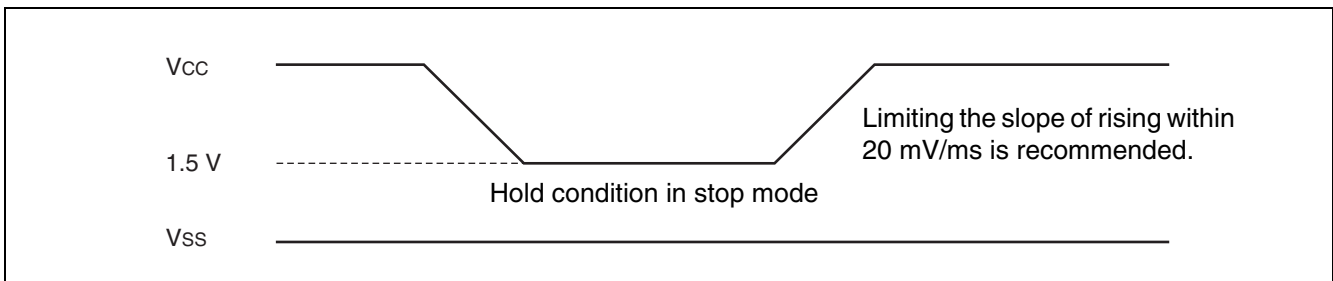 Vcc
Limiting the slope of rising within
20 mV/ms is recommended.
1.5 V
Hold condition in stop mode
Vss